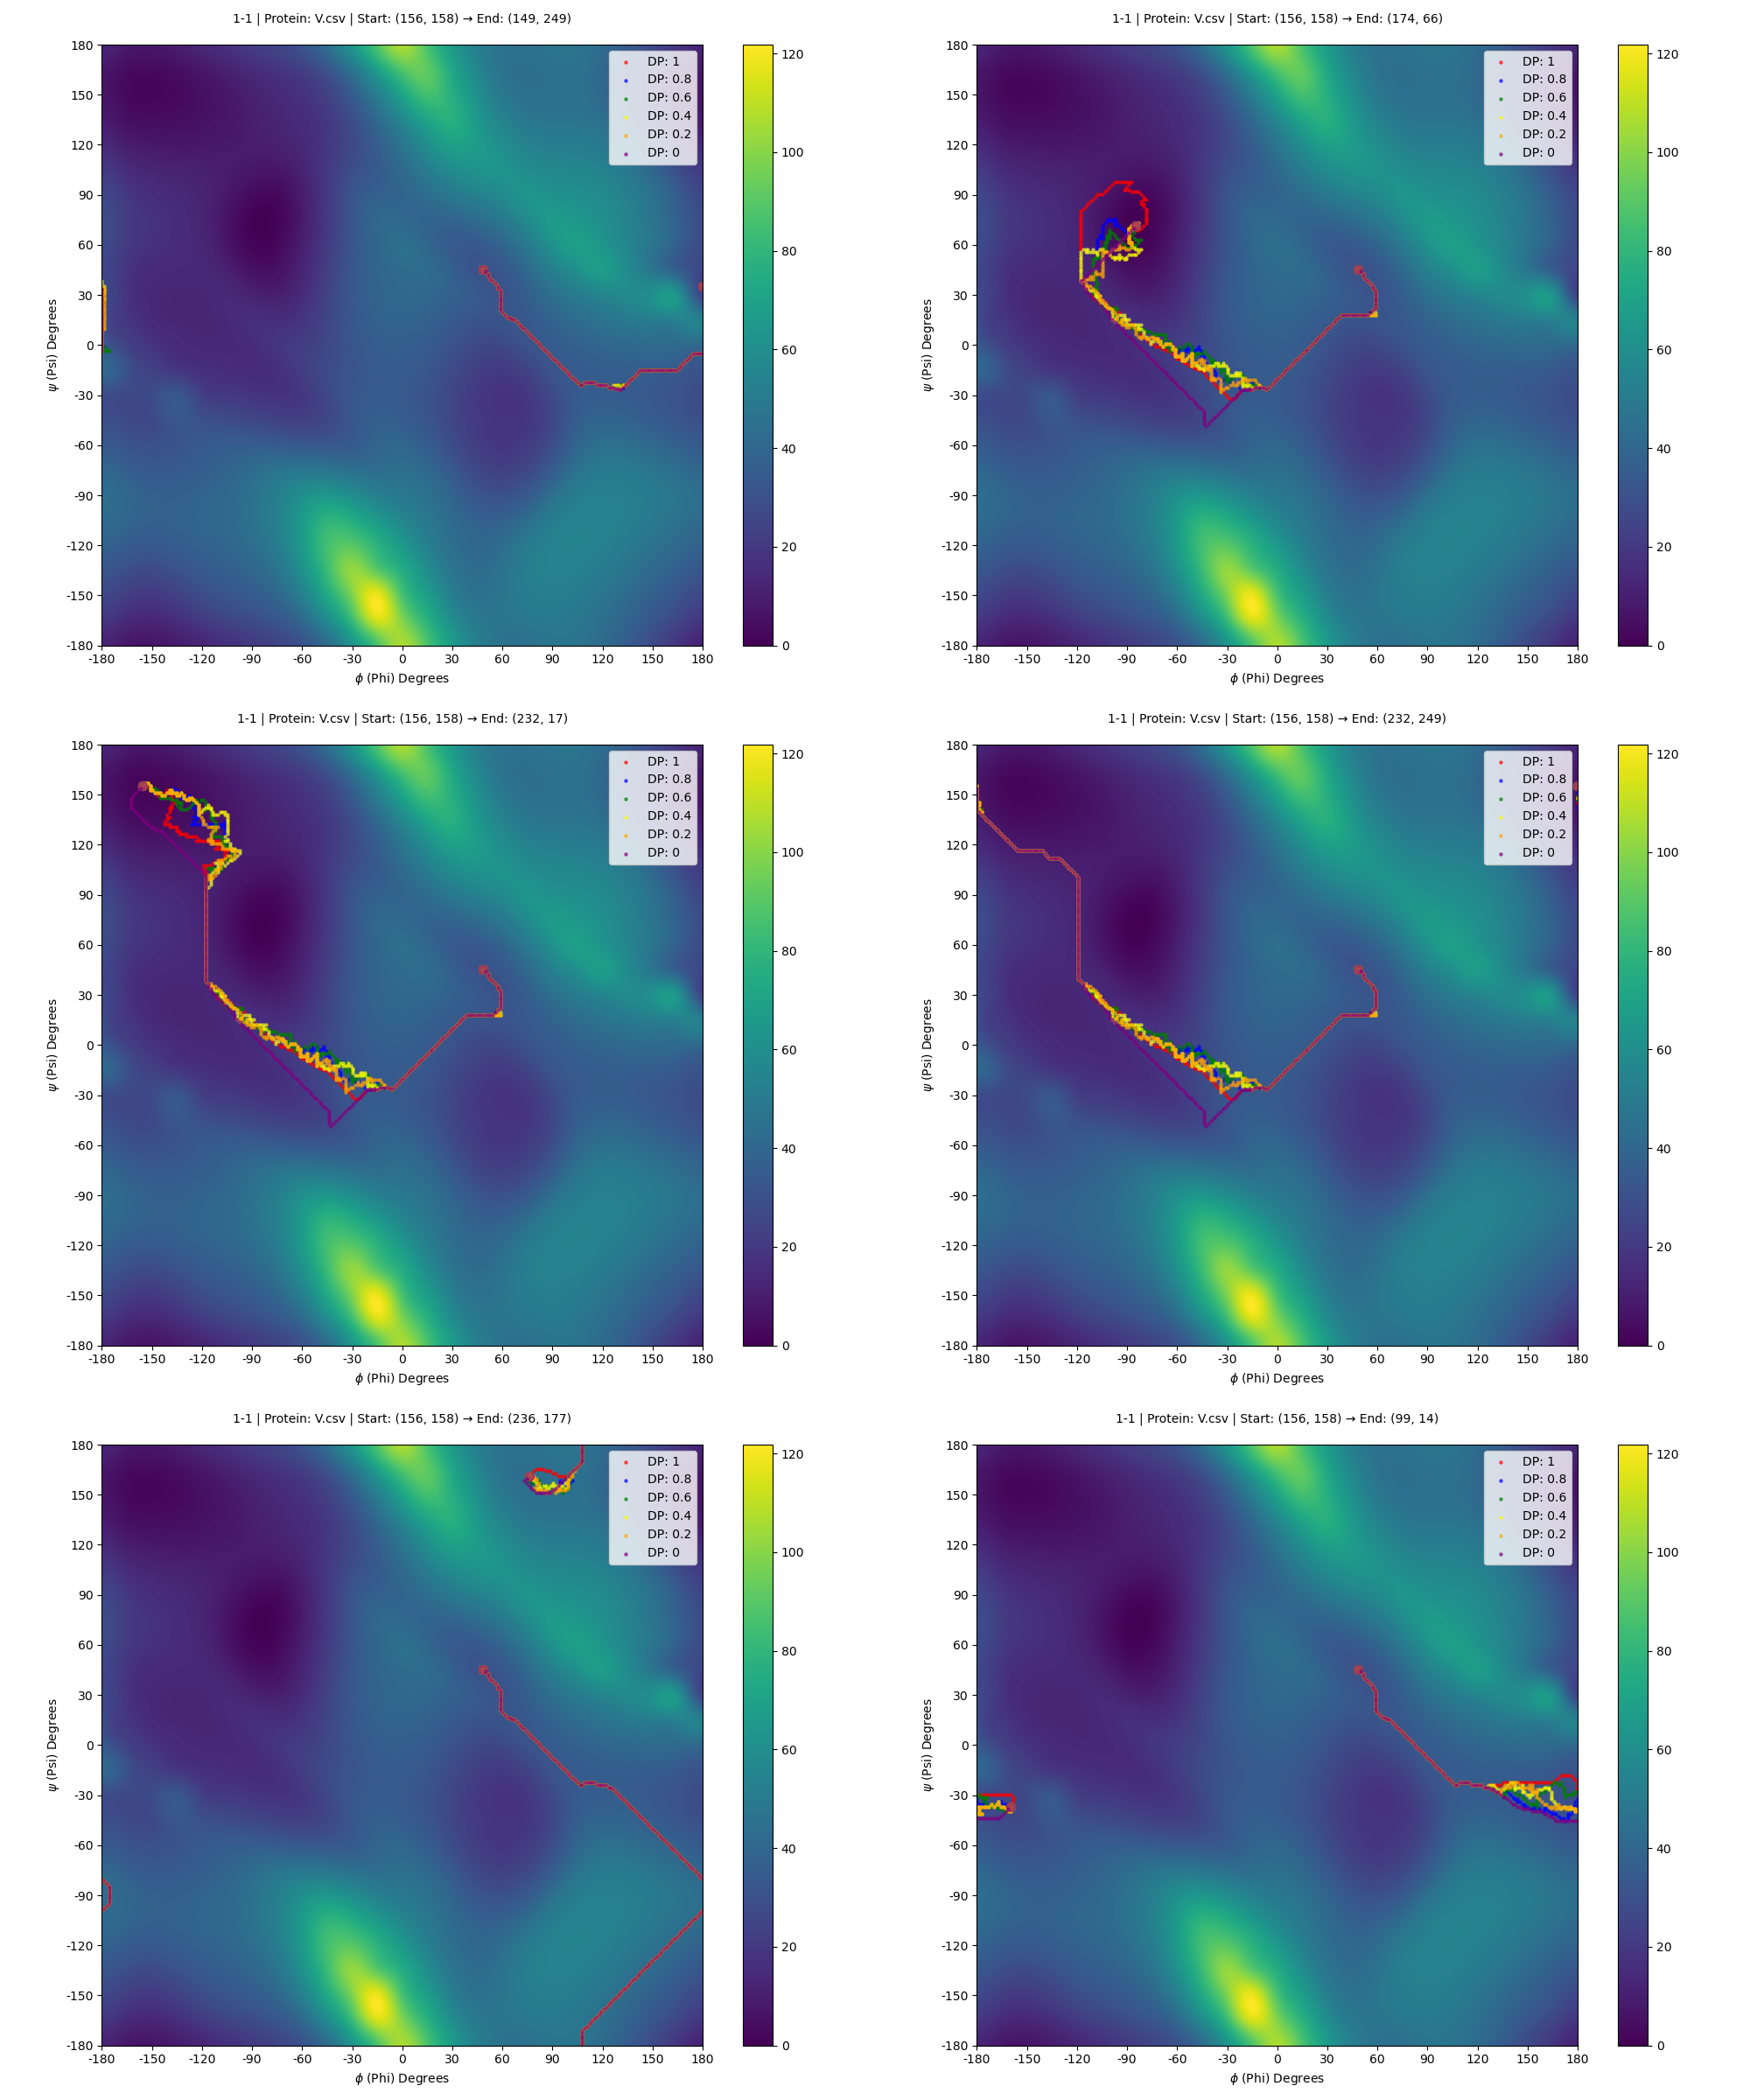 1-1 | Protein: V.csv | Start: (156, 158) → End: (149, 249)
180
150
120
90
60
30
0
-30
-60
-90
-120
-150
-180
ψ (Psi) Degrees
-180 -150 -120 -90 -60 -30 0 30 60 90 120 150 180
ϕ (Phi) Degrees
DP: 1
DP: 0.8
DP: 0.6
DP: 0.4
DP: 0.2
DP: 0
120
100
80
60
40
20
0
1-1 | Protein: V.csv | Start: (156, 158) → End: (174, 66)
180
150
120
90
60
30
0
-30
-60
-90
-120
-150
-180
ψ (Psi) Degrees
-180 -150 -120 -90 -60 -30 0 30 60 90 120 150 180
ϕ (Phi) Degrees
DP: 1
DP: 0.8
DP: 0.6
DP: 0.4
DP: 0.2
DP: 0
120
100
80
60
40
20
0
1-1 | Protein: V.csv | Start: (156, 158) → End: (232, 17)
180
150
120
90
60
30
0
-30
-60
-90
-120
-150
-180
ψ (Psi) Degrees
-180 -150 -120 -90 -60 -30 0 30 60 90 120 150 180
ϕ (Phi) Degrees
DP: 1
DP: 0.8
DP: 0.6
DP: 0.4
DP: 0.2
DP: 0
120
100
80
60
40
20
0
1-1 | Protein: V.csv | Start: (156, 158) → End: (232, 249)
180
150
120
90
60
30
0
-30
-60
-90
-120
-150
-180
ψ (Psi) Degrees
-180 -150 -120 -90 -60 -30 0 30 60 90 120 150 180
ϕ (Phi) Degrees
DP: 1
DP: 0.8
DP: 0.6
DP: 0.4
DP: 0.2
DP: 0
120
100
80
60
40
20
0
1-1 | Protein: V.csv | Start: (156, 158) → End: (236, 177)
180
150
120
90
60
30
0
-30
-60
-90
-120
-150
-180
ψ (Psi) Degrees
-180 -150 -120 -90 -60 -30 0 30 60 90 120 150 180
ϕ (Phi) Degrees
DP: 1
DP: 0.8
DP: 0.6
DP: 0.4
DP: 0.2
DP: 0
120
100
80
60
40
20
0
1-1 | Protein: V.csv | Start: (156, 158) → End: (99, 14)
180
150
120
90
60
30
0
-30
-60
-90
-120
-150
-180
ψ (Psi) Degrees
-180 -150 -120 -90 -60 -30 0 30 60 90 120 150 180
ϕ (Phi) Degrees
DP: 1
DP: 0.8
DP: 0.6
DP: 0.4
DP: 0.2
DP: 0
120
100
80
60
40
20
0